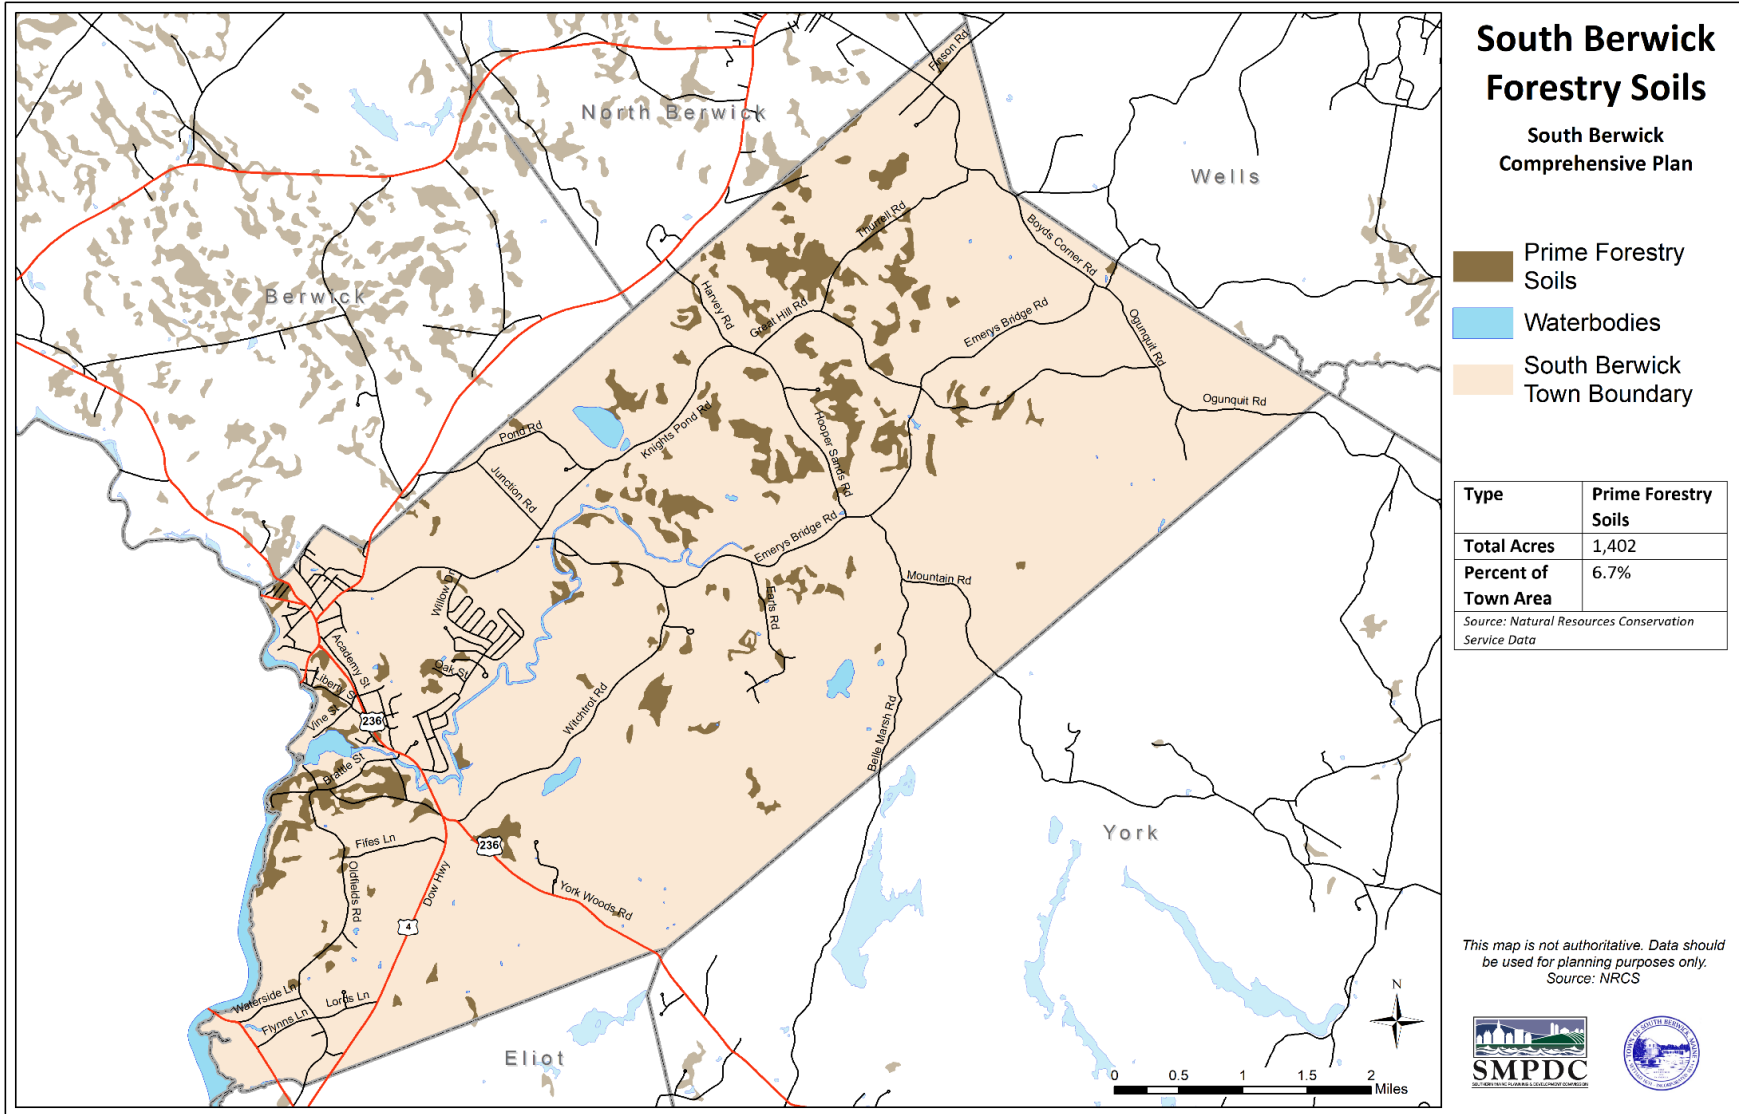 South Berwick
Forestry Soils
South Berwick
Comprehensive Plan
Prime Forestry
Soils
Waterbodies
South Berwick
Town Boundary
Type Prime Forestry
Soils
Total Acres 1,402
Percent of 6.7%
Town Area
Source: Natural Resources Conservation
Service Data
This map is not authoritative. Data should
be used for planning purposes only.
Source: NRCS
N
SMPDC
SOUTHERN MAINE PLANNING & DEVELOPMENT COMMISSION
0 0.5 1 1.5 2
Miles
North Berwick
Wells
Berwick
York
Eliot
Finson Rd
Thurrell Rd
Boyds Corner Rd
Harvey Rd
Great Hill Rd
Emerys Bridge Rd
Ogunquit Rd
Ogunquit Rd
Knights Pond Rd
Hooper Sands Rd
Pond Rd
Junction Rd
Emerys Bridge Rd
Mountain Rd
Willow Dr
Earls Rd
Academy St
Oak St
Liberty St
Vine St
236
Witchtrot Rd
Belle Marsh Rd
Brattle St
Fifes Ln
236
Oldfields Rd
Dow Hwy
York Woods Rd
4
Waterside Ln
Lords Ln
Flynns Ln